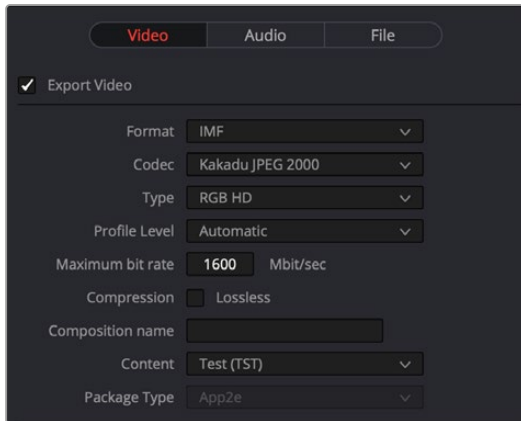 Video Audio File
Export Video
Format IMF
Codec Kakadu JPEG 2000
Type RGB HD
Profile Level Automatic
Maximum bit rate 1600 Mbit/sec
Compression Lossless
Composition name
Content Test (TST)
Package Type App2e